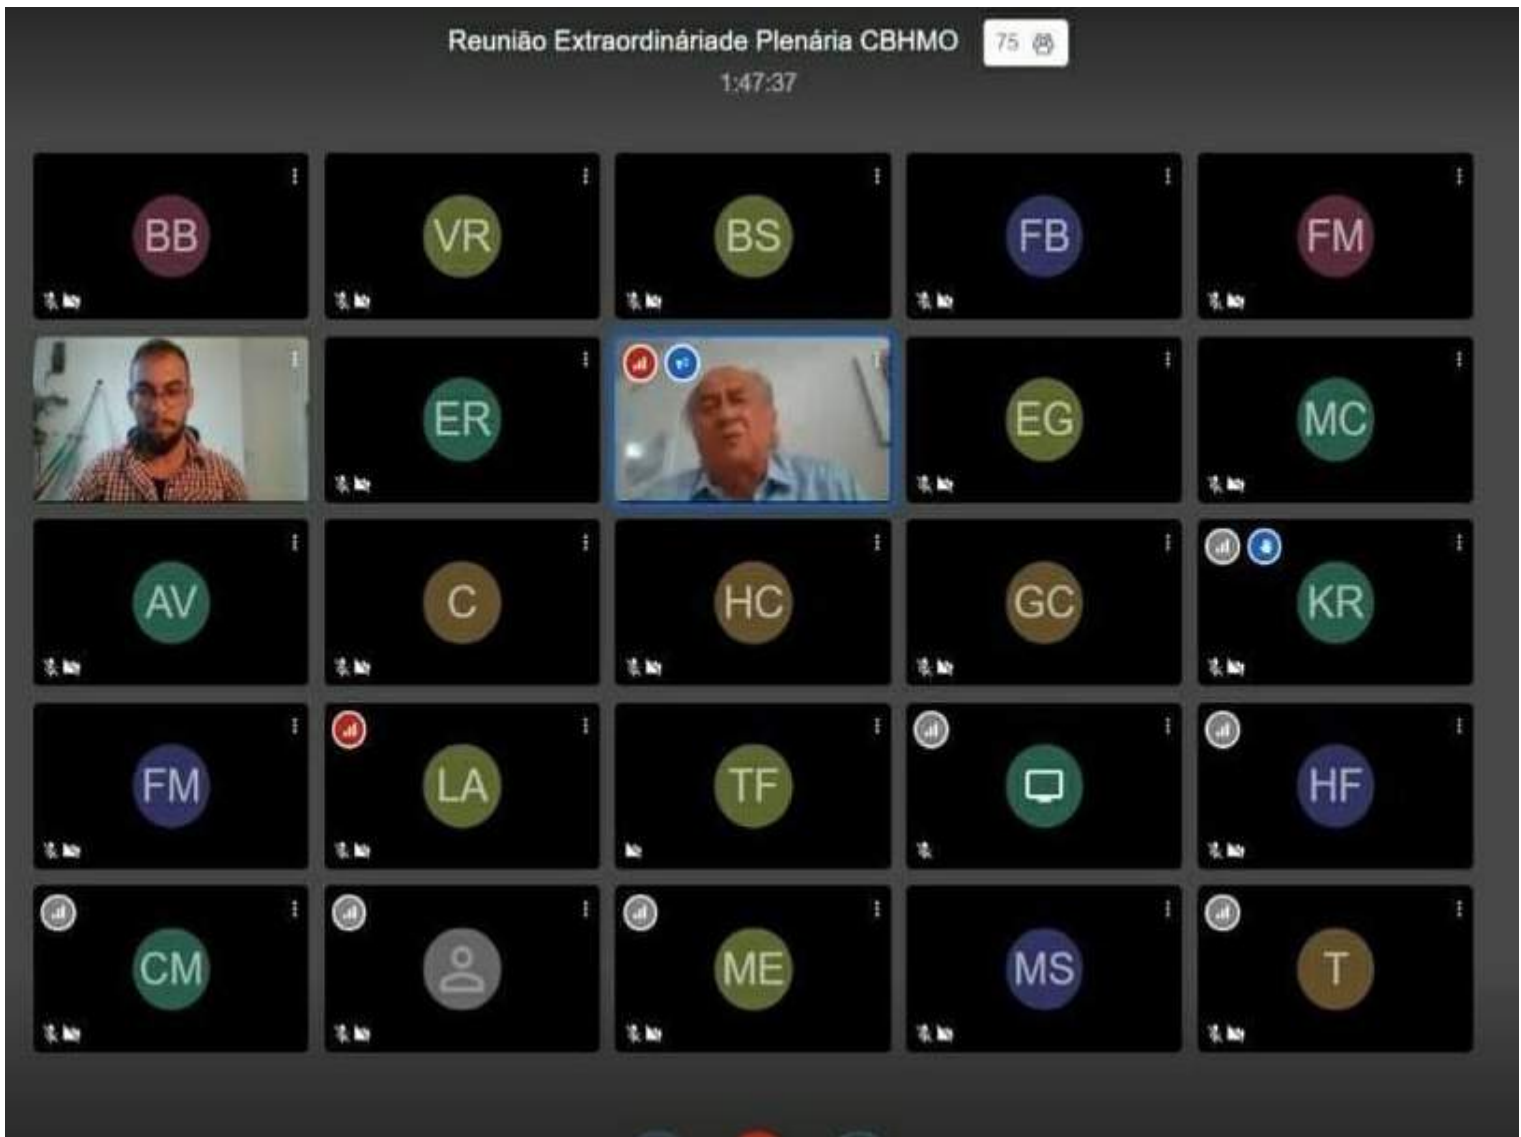 Reunião Extraordináriade Plenária CBHMO 75
1:47:37
BB VR BS FB FM
ER EG MC
AV C HC GC KR
FM LA TF HF
CM ME MS T